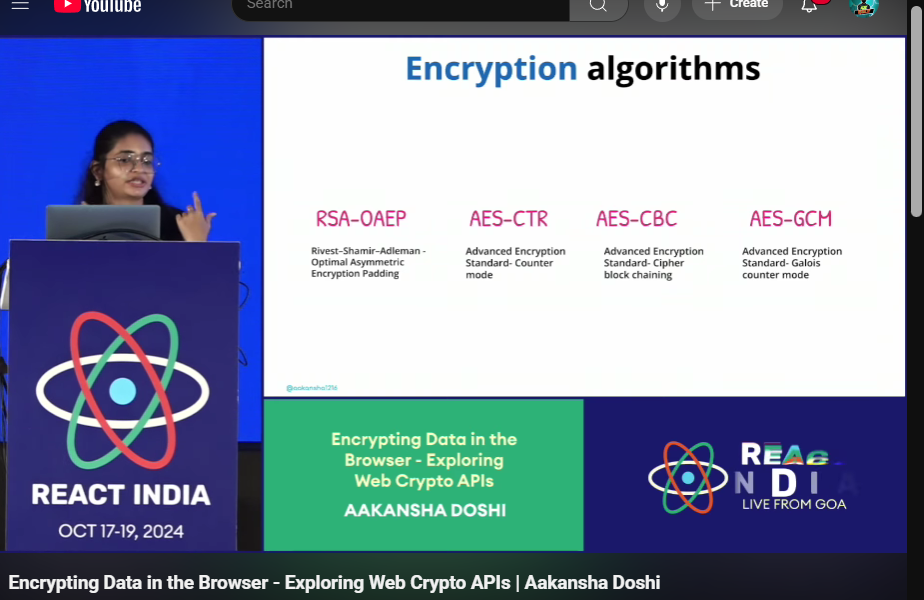 YouTube
Search
Create
Encryption algorithms
RSA-OAEP
Rivest–Shamir–Adleman -
Optimal Asymmetric
Encryption Padding
AES-CTR
Advanced Encryption
Standard- Counter
mode
AES-CBC
Advanced Encryption
Standard- Cipher
block chaining
AES-GCM
Advanced Encryption
Standard- Galois
counter mode
@aakansha1216
REACT INDIA
OCT 17-19, 2024
Encrypting Data in the
Browser - Exploring
Web Crypto APIs
AAKANSHA DOSHI
REAC
NDIA
LIVE FROM GOA
Encrypting Data in the Browser - Exploring Web Crypto APIs | Aakansha Doshi